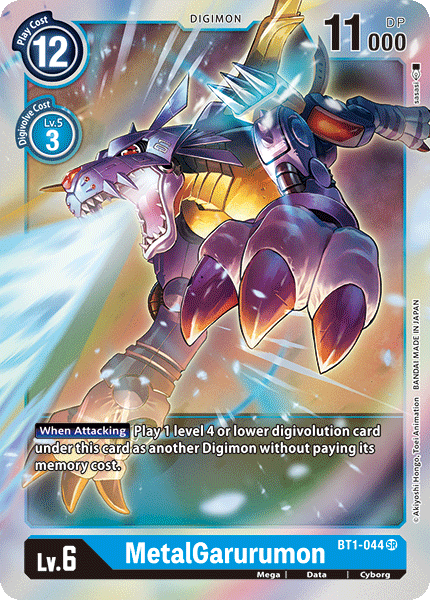 Play Cost
12
DIGIMON
DP
11000
Digivolve Cost
Lv.5
3
sasasi
When Attacking Play 1 level 4 or lower digivolution card
under this card as another Digimon without paying its
memory cost.
©Akiyoshi Hongo, Toei Animation BANDAI MADE IN JAPAN
BT1-044 SR
Lv.6
MetalGarurumon
Mega | Data | Cyborg